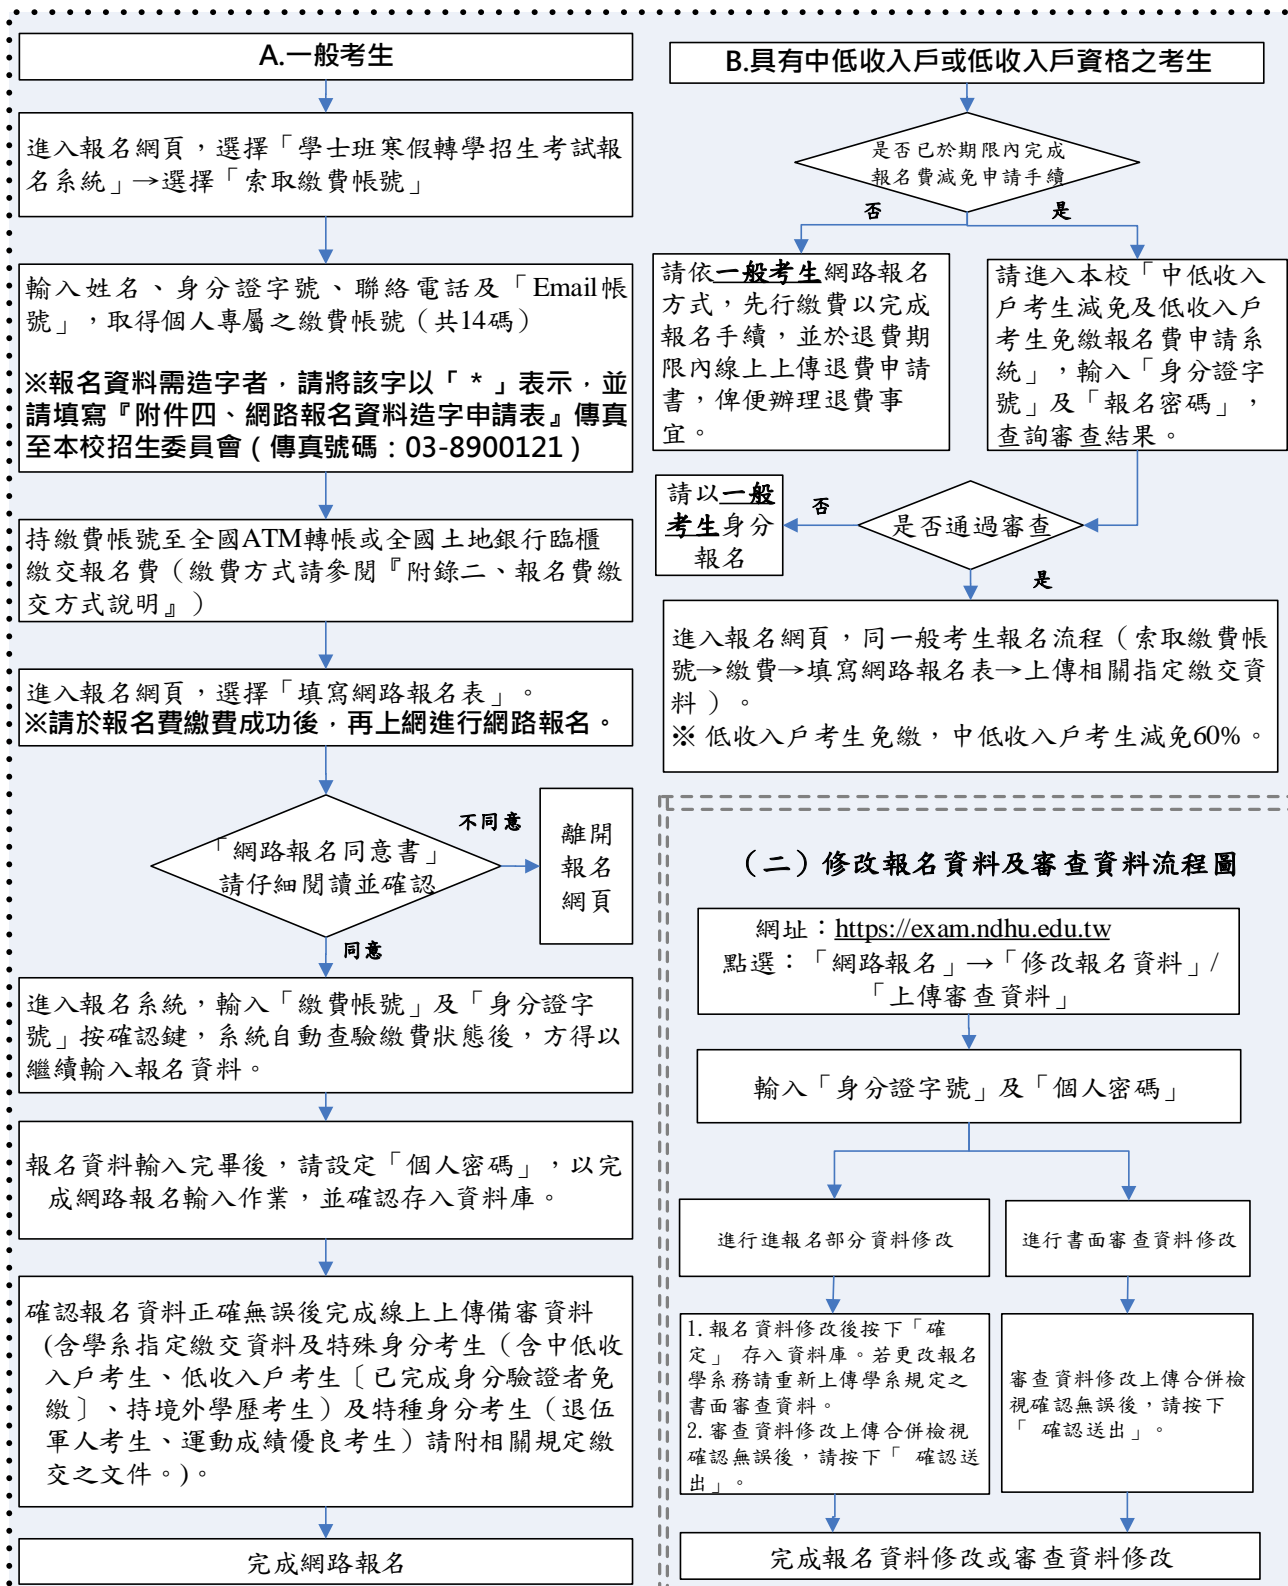 A.一般考生
進入報名網頁，選擇「學士班寒假轉學招生考試報
名系統」→選擇「索取繳費帳號」
輸入姓名、身分證字號、聯絡電話及「Email帳
號」，取得個人專屬之繳費帳號（共14碼）
※報名資料需造字者，請將該字以「 * 」表示，並
請填寫『附件四、網路報名資料造字申請表』傳真
至本校招生委員會（傳真號碼：03-8900121）
持繳費帳號至全國ATM轉帳或全國土地銀行臨櫃
繳交報名費（繳費方式請參閱『附錄二、報名費繳
交方式說明』）
進入報名網頁，選擇「填寫網路報名表」。
※請於報名費繳費成功後，再上網進行網路報名。
「網路報名同意書」
請仔細閱讀並確認
不同意
離開
報名
網頁
同意
進入報名系統，輸入「繳費帳號」及「身分證字
號」按確認鍵，系統自動查驗繳費狀態後，方得以
繼續輸入報名資料。
報名資料輸入完畢後，請設定「個人密碼」，以完
成網路報名輸入作業，並確認存入資料庫。
確認報名資料正確無誤後完成線上上傳備審資料
(含學系指定繳交資料及特殊身分考生（含中低收
入戶考生、低收入戶考生〔已完成身分驗證者免
繳〕、持境外學歷考生）及特種身分考生（退伍
軍人考生、運動成績優良考生）請附相關規定繳
交之文件。)。
完成網路報名
B.具有中低收入戶或低收入戶資格之考生
是否已於期限內完成
報名費減免申請手續
否
是
請依一般考生網路報名
方式，先行繳費以完成
報名手續，並於退費期
限內線上上傳退費申請
書，俾便辦理退費事
宜。
請進入本校「中低收入
戶考生減免及低收入戶
考生免繳報名費申請系
統」，輸入「身分證字
號」及「報名密碼」，
查詢審查結果。
請以一般
考生身分
報名
否
是否通過審查
是
進入報名網頁，同一般考生報名流程（索取繳費帳
號→繳費→填寫網路報名表→上傳相關指定繳交資
料 ）。
※ 低收入戶考生免繳，中低收入戶考生減免60%。
（二）修改報名資料及審查資料流程圖
網址：https://exam.ndhu.edu.tw
點選：「網路報名」→「修改報名資料」/
「上傳審查資料」
輸入「身分證字號」及「個人密碼」
進行進報名部分資料修改
進行書面審查資料修改
1. 報名資料修改後按下「確
定」 存入資料庫。若更改報名
學系務請重新上傳學系規定之
書面審查資料。
2. 審查資料修改上傳合併檢視
確認無誤後，請按下「 確認送
出」。
審查資料修改上傳合併檢
視確認無誤後，請按下
「 確認送出」。
完成報名資料修改或審查資料修改